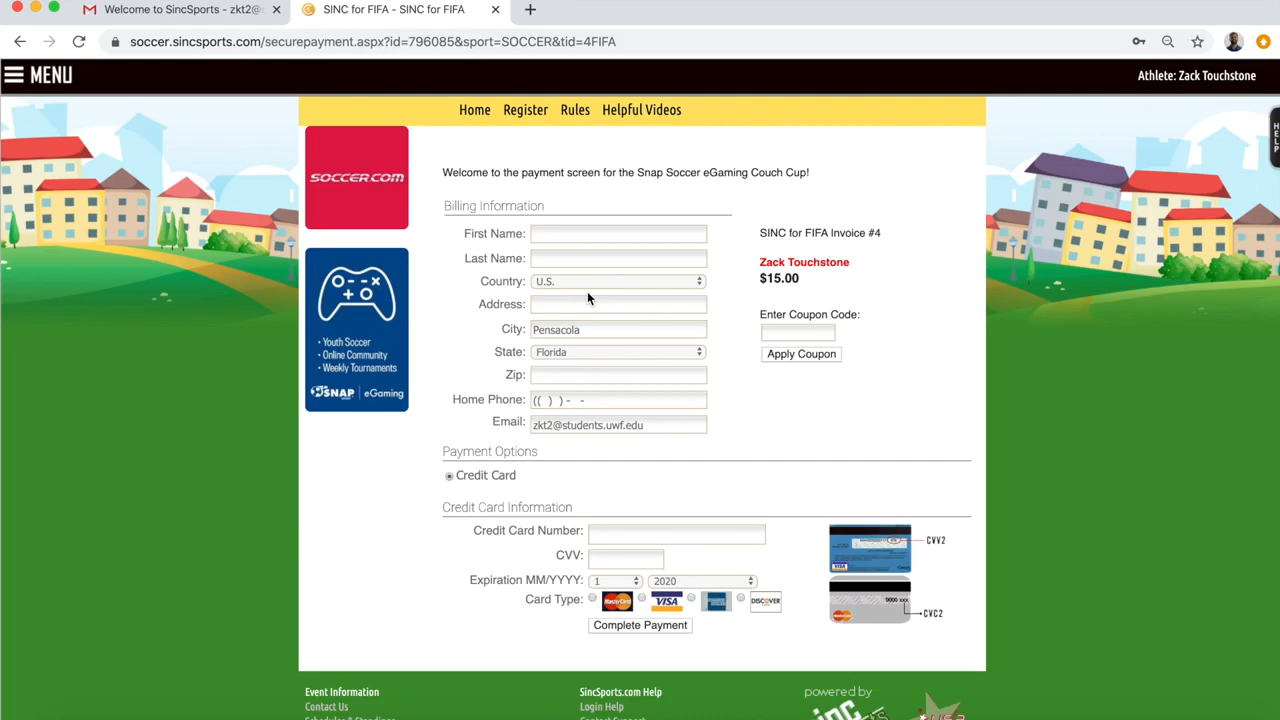 Welcome to SincSports - zkt2@s
SINC for FIFA - SINC for FIFA
soccer.sincsports.com/securepayment.aspx?id=796085&sport=SOCCER&tid=4FIFA
MENU
Athlete: Zack Touchstone
Home Register Rules Helpful Videos
HELP
SOCCER.COM
• Youth Soccer
• Online Community
• Weekly Tournaments
SNAP eGaming
Welcome to the payment screen for the Snap Soccer eGaming Couch Cup!
Billing Information
First Name:
Last Name:
Country: U.S.
Address:
City: Pensacola
State: Florida
Zip:
Home Phone: (( ) ) - -
Email: zkt2@students.uwf.edu
SINC for FIFA Invoice #4
Zack Touchstone
$15.00
Enter Coupon Code:
Apply Coupon
Payment Options
Credit Card
Credit Card Information
Credit Card Number:
CVV:
Expiration MM/YYYY: 1 2020
Card Type: MasterCard VISA DISCOVER
Complete Payment
CVV2
VISA
9000 xxx
CVC2
Event Information
Contact Us
SincSports.com Help
Login Help
powered by